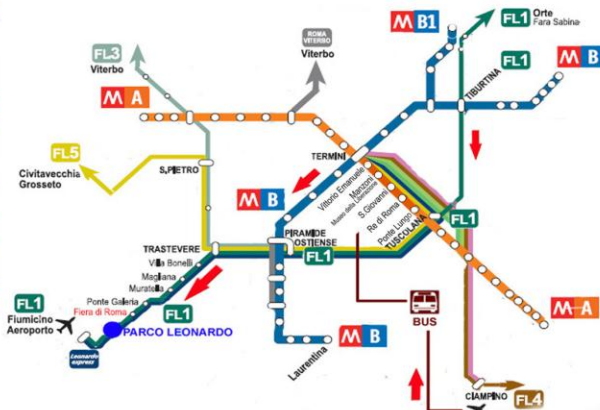 FL3
Viterbo
ROMA
VITERBO
Viterbo
M B1
FL1
Orte
Fara Sabina
FL1
M B
TIBURTINA
M A
FL5
Civitavecchia
Grosseto
S.PIETRO
TERMINI
M B
Vittorio Emanuele
Manzoni
Museo della Liberazione
S.Giovanni
Re di Roma
Ponte Lungo
TUSCOLANA
FL1
PIRAMIDE
OSTIENSE
FL1
TRASTEVERE
Villa Bonelli
Magliana
Muratella
Ponte Galeria
Fiera di Roma
FL1
FL1
Fiumicino
Aeroporto
PARCO LEONARDO
Leonardo
express
M B
Laurentina
BUS
M A
CIAMPINO
FL4